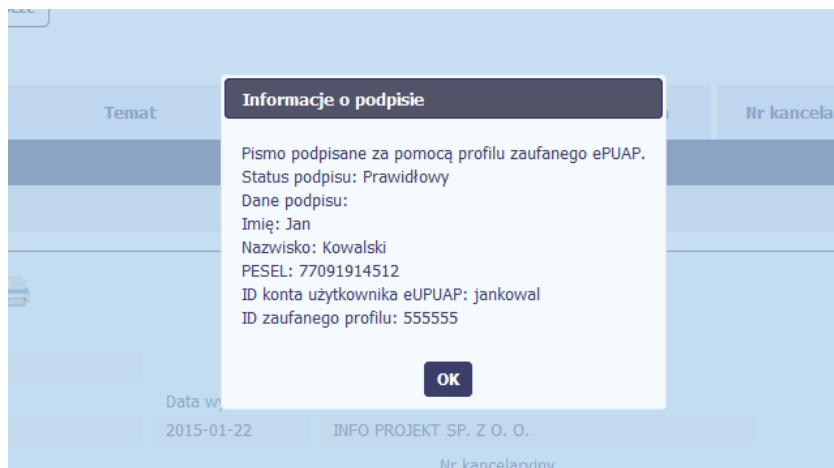 Temat
Informacje o podpisie
Nr kancela
Pismo podpisane za pomocą profilu zaufanego ePUAP.
Status podpisu: Prawidłowy
Dane podpisu:
Imię: Jan
Nazwisko: Kowalski
PESEL: 77091914512
ID konta użytkownika eUPUAP: jankowal
ID zaufanego profilu: 555555
OK
Data wy
2015-01-22 INFO PROJEKT SP. Z O. O.
Nr kancelaryjny